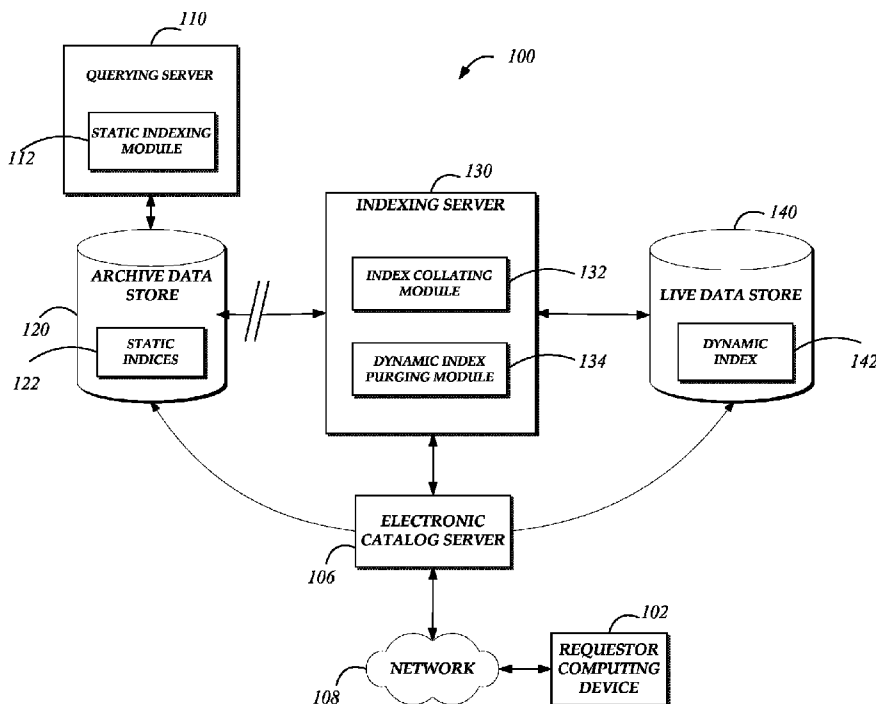 110
QUERYING SERVER
100
STATIC INDEXING
MODULE
112
130
INDEXING SERVER
140
ARCHIVE DATA
STORE
INDEX COLLATING
MODULE
132
LIVE DATA STORE
120
STATIC
INDICES
122
DYNAMIC INDEX
PURGING MODULE
134
DYNAMIC
INDEX
142
ELECTRONIC
CATALOG SERVER
106
102
NETWORK
108
REQUESTOR
COMPUTING
DEVICE